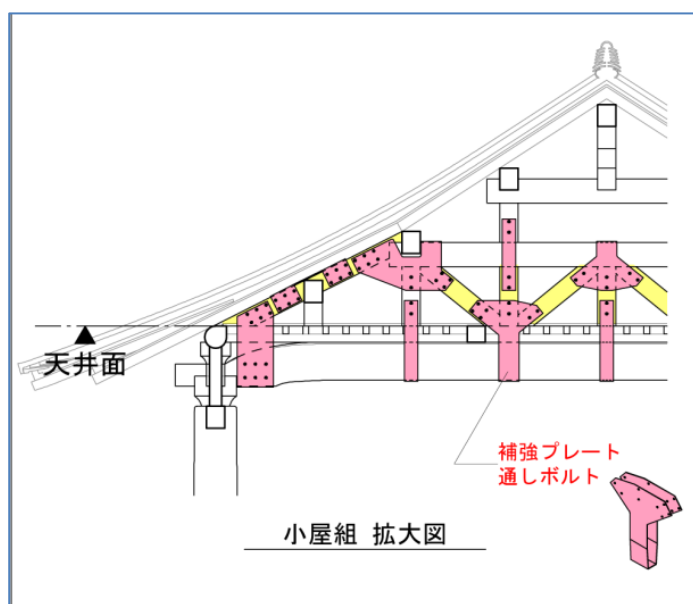 天井面
補強プレート
通しボルト
小屋組 拡大図